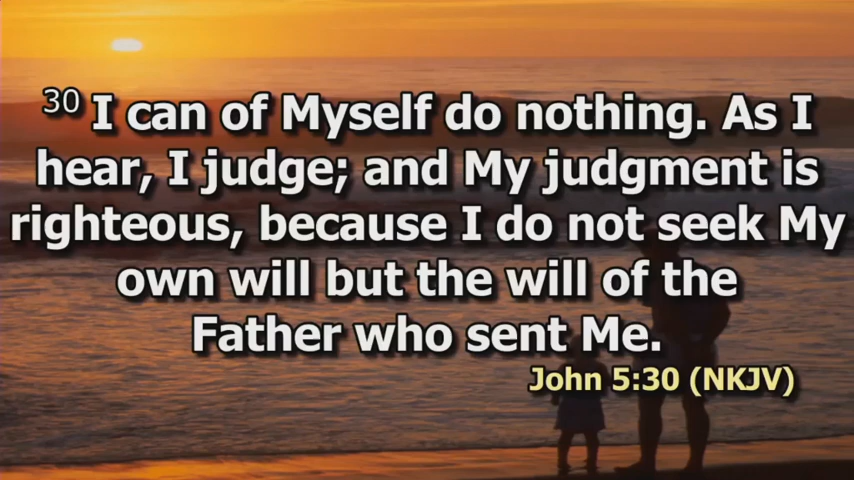 30 I can of Myself do nothing. As I
hear, I judge; and My judgment is
righteous, because I do not seek My
own will but the will of the
Father who sent Me.
John 5:30 (NKJV)